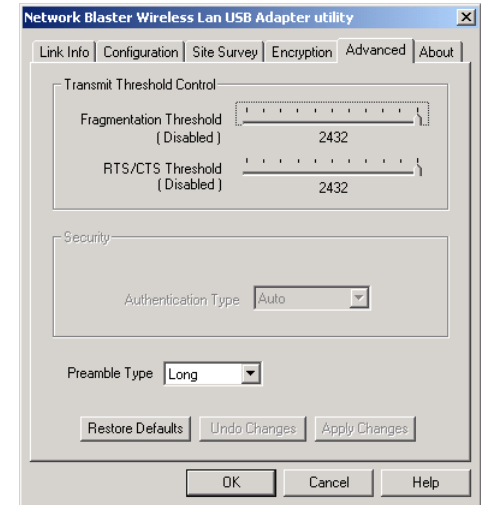 Network Blaster Wireless Lan USB Adapter utility
Link Info Configuration Site Survey Encryption Advanced About
Transmit Threshold Control
Fragmentation Threshold
( Disabled )
2432
RTS/CTS Threshold
( Disabled )
2432
Security
Authentication Type Auto
Preamble Type Long
Restore Defaults Undo Changes Apply Changes
OK Cancel Help